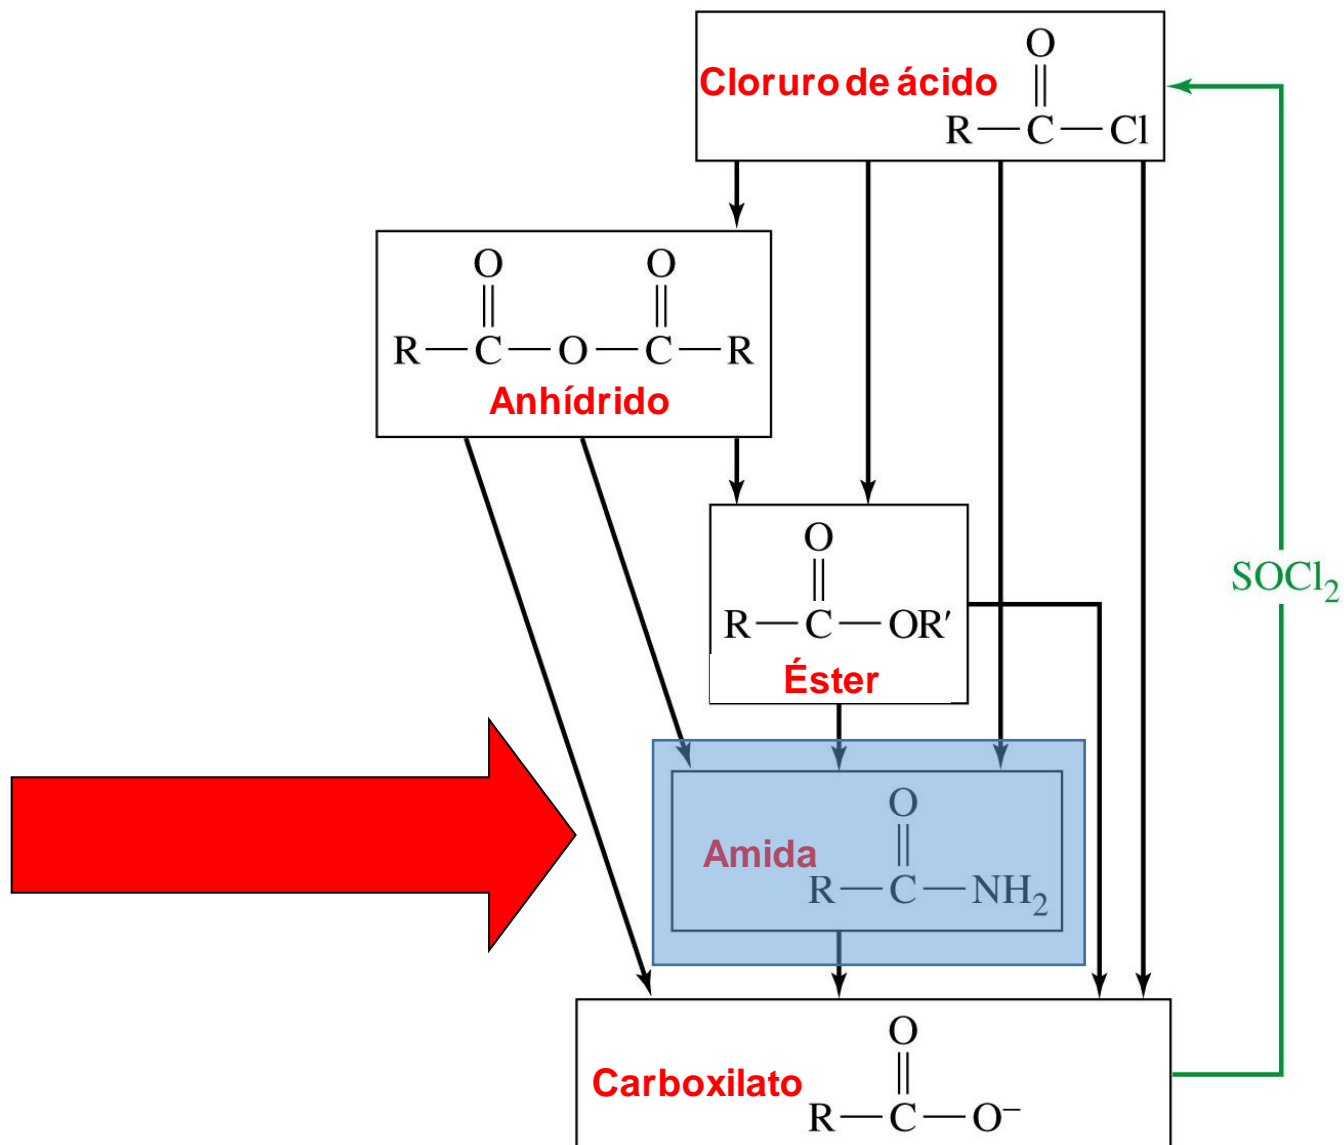 Cloruro de ácido
O
R — C — Cl
O O
R — C — O — C — R
Anhídrido
O
R — C — OR′
Éster
SOCl₂
O
Amida
R — C — NH₂
O
Carboxilato
R — C — O⁻